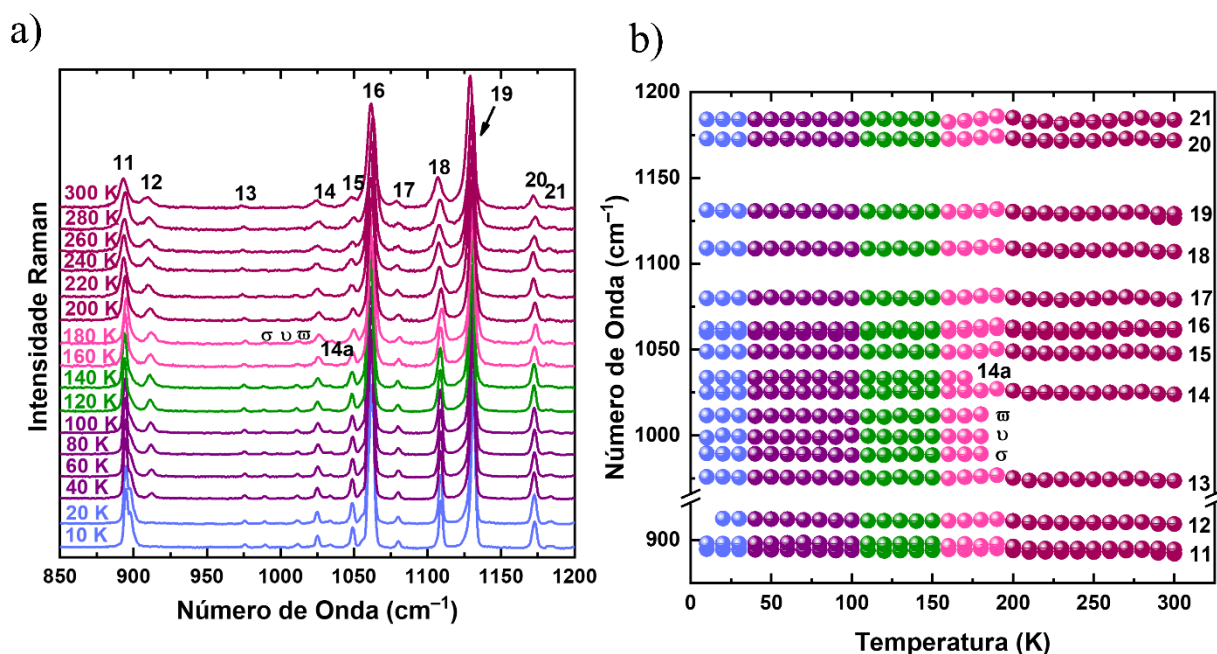 a)
16
19
11
12
13
14
15
17
18
20
21
300 K
280 K
260 K
240 K
220 K
200 K
180 K
σ υ ϖ
14a
160 K
140 K
120 K
100 K
80 K
60 K
40 K
20 K
10 K
Intensidade Raman
850 900 950 1000 1050 1100 1150 1200
Número de Onda (cm⁻¹)
b)
1200
1150
1100
1050
1000
900
Número de Onda (cm⁻¹)
21
20
19
18
17
16
15
14a
14
ϖ
υ
σ
13
12
11
0 50 100 150 200 250 300
Temperatura (K)